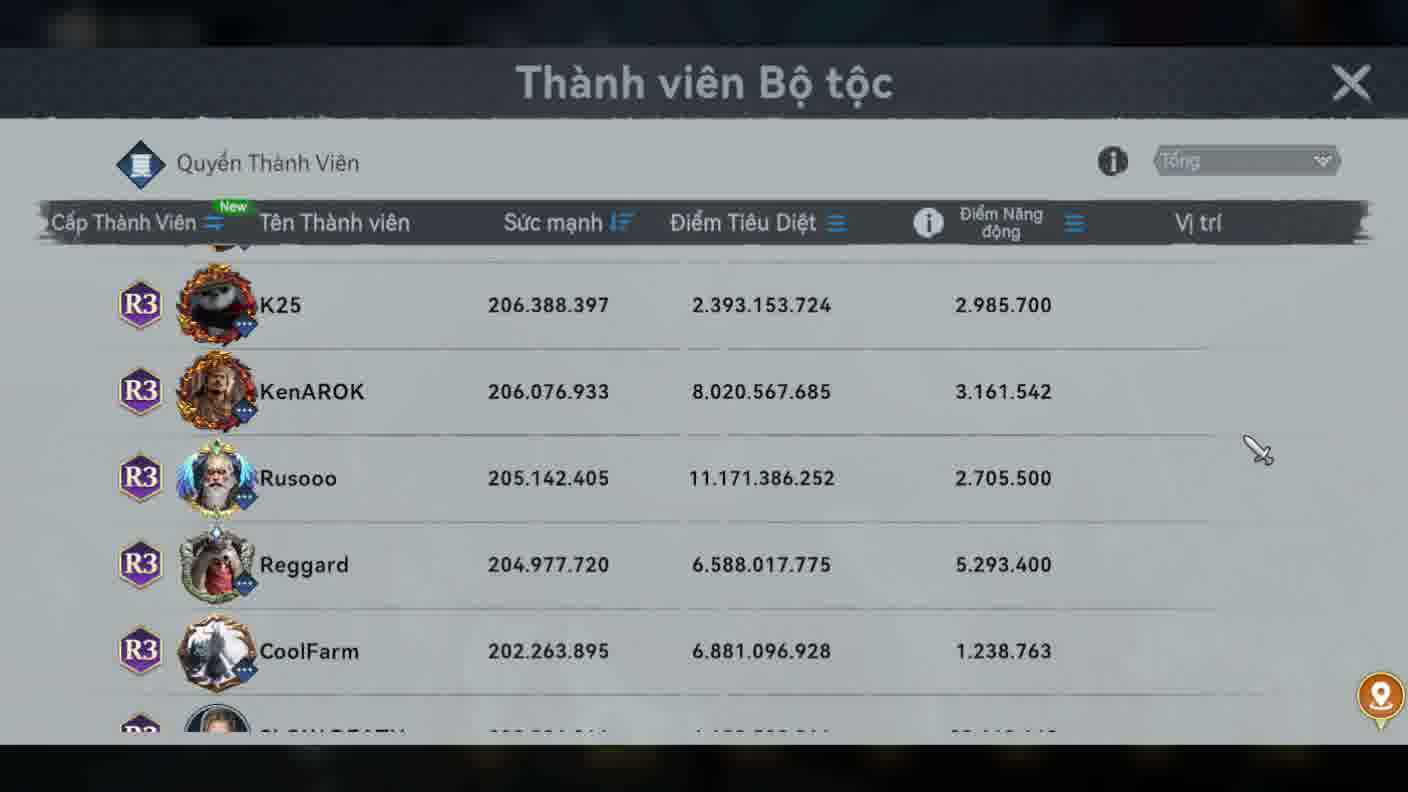 Thành viên Bộ tộc
Quyển Thành Viên
Tổng
Cấp Thành Viên New Tên Thành viên Sức mạnh Điểm Tiêu Diệt Điểm Năng động Vị trí
R3 K25 206.388.397 2.393.153.724 2.985.700
R3 KenAROK 206.076.933 8.020.567.685 3.161.542
R3 Rusooo 205.142.405 11.171.386.252 2.705.500
R3 Reggard 204.977.720 6.588.017.775 5.293.400
R3 CoolFarm 202.263.895 6.881.096.928 1.238.763
R3